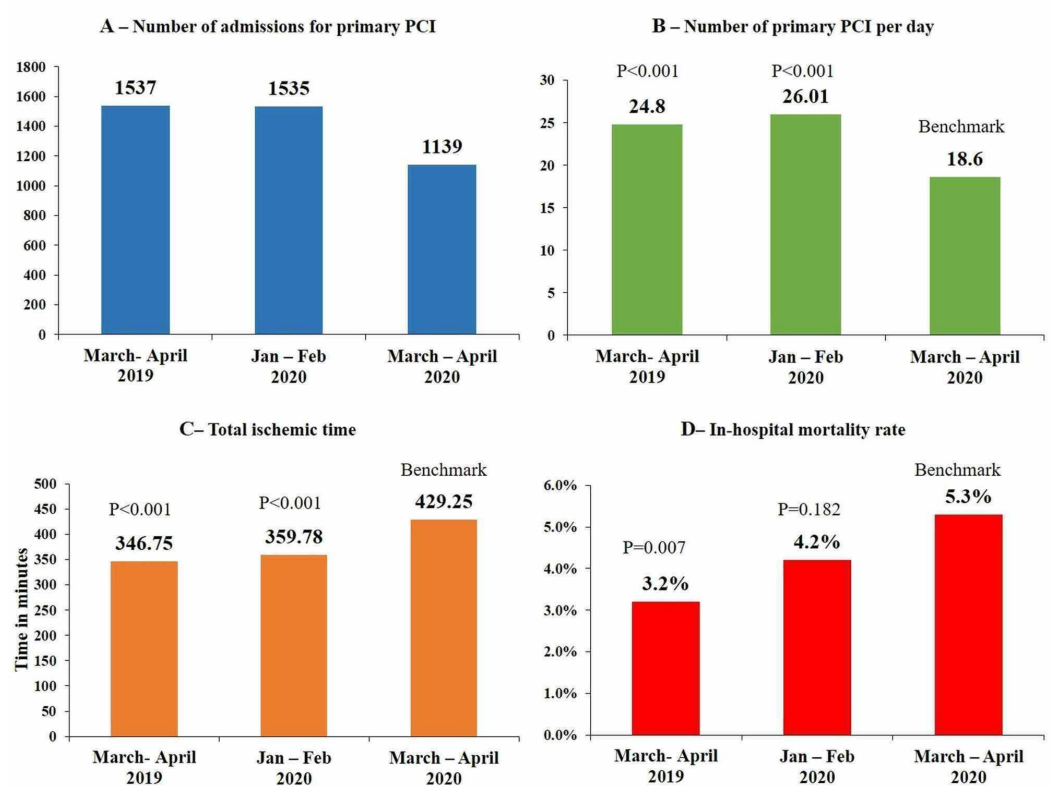 A – Number of admissions for primary PCI
1800
1600
1400
1200
1000
800
600
400
200
0
1537
1535
1139
March- April
2019
Jan – Feb
2020
March – April
2020
B – Number of primary PCI per day
30
25
20
15
10
5
0
P<0.001
24.8
P<0.001
26.01
Benchmark
18.6
March- April
2019
Jan – Feb
2020
March – April
2020
C– Total ischemic time
Time in minutes
500
450
400
350
300
250
200
150
100
50
0
P<0.001
346.75
P<0.001
359.78
Benchmark
429.25
March- April
2019
Jan – Feb
2020
March – April
2020
D– In-hospital mortality rate
6.0%
5.0%
4.0%
3.0%
2.0%
1.0%
0.0%
P=0.007
3.2%
P=0.182
4.2%
Benchmark
5.3%
March- April
2019
Jan – Feb
2020
March – April
2020